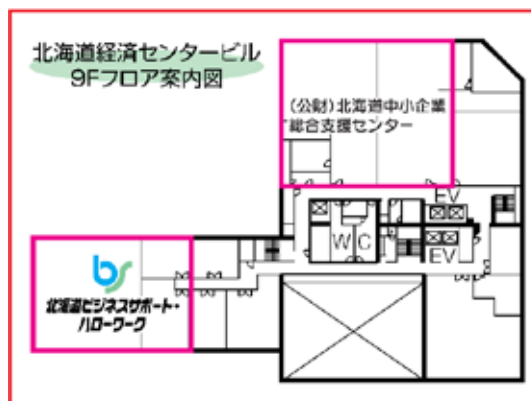 北海道経済センタービル
9Fフロア案内図
(公財)北海道中小企業
総合支援センター
EV
W C
EV
bs
北海道ビジネスサポート・
ハローワーク